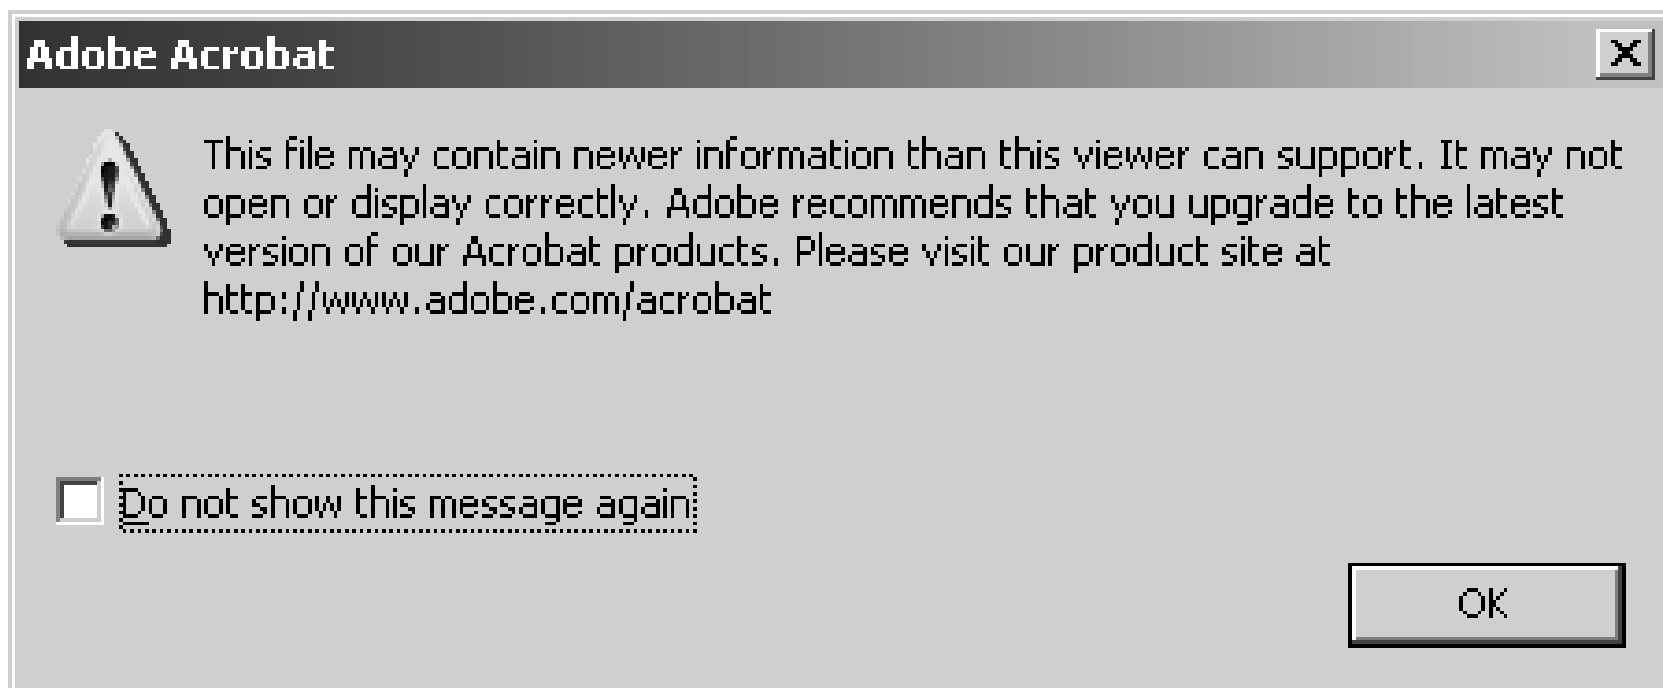 Adobe Acrobat
This file may contain newer information than this viewer can support. It may not
open or display correctly. Adobe recommends that you upgrade to the latest
version of our Acrobat products. Please visit our product site at
http://www.adobe.com/acrobat
Do not show this message again
OK